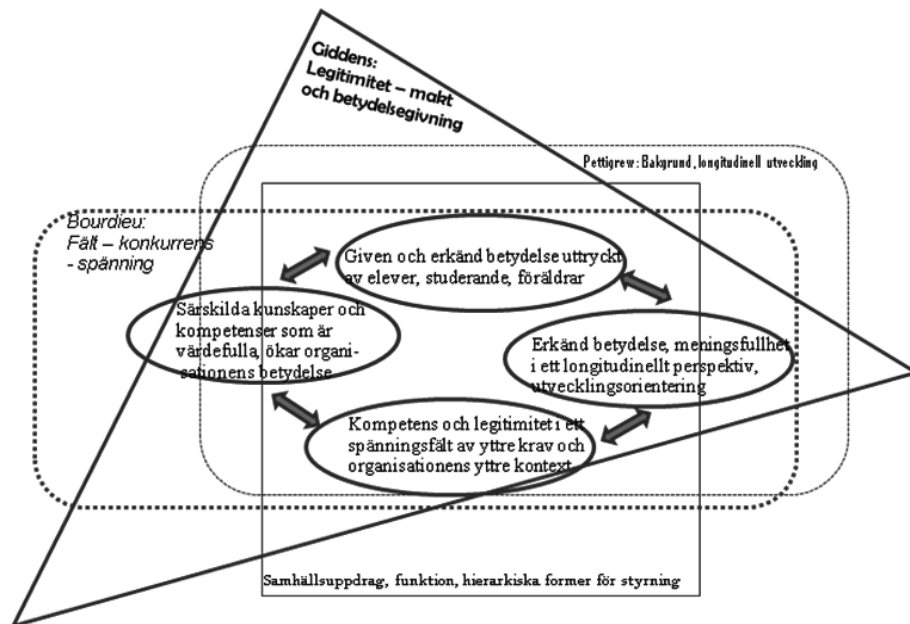 Giddens:
Legitimitet – makt
och betydelsegivning
Pettigrew: Bakgrund, longitudinell utveckling
Bourdieu:
Fält – konkurrens
- spänning
Given och erkänd betydelse uttryckt
av elever, studerande, föräldrar
Särskilda kunskaper och
kompetenser som är
värdefulla, ökar organi-
sationens betydelse
Erkänd betydelse, meningsfullhet
i ett longitudinellt perspektiv,
utvecklingsorientering
Kompetens och legitimitet i ett
spänningsfält av yttre krav och
organisationens yttre kontext
Samhällsuppdrag, funktion, hierarkiska former för styrning